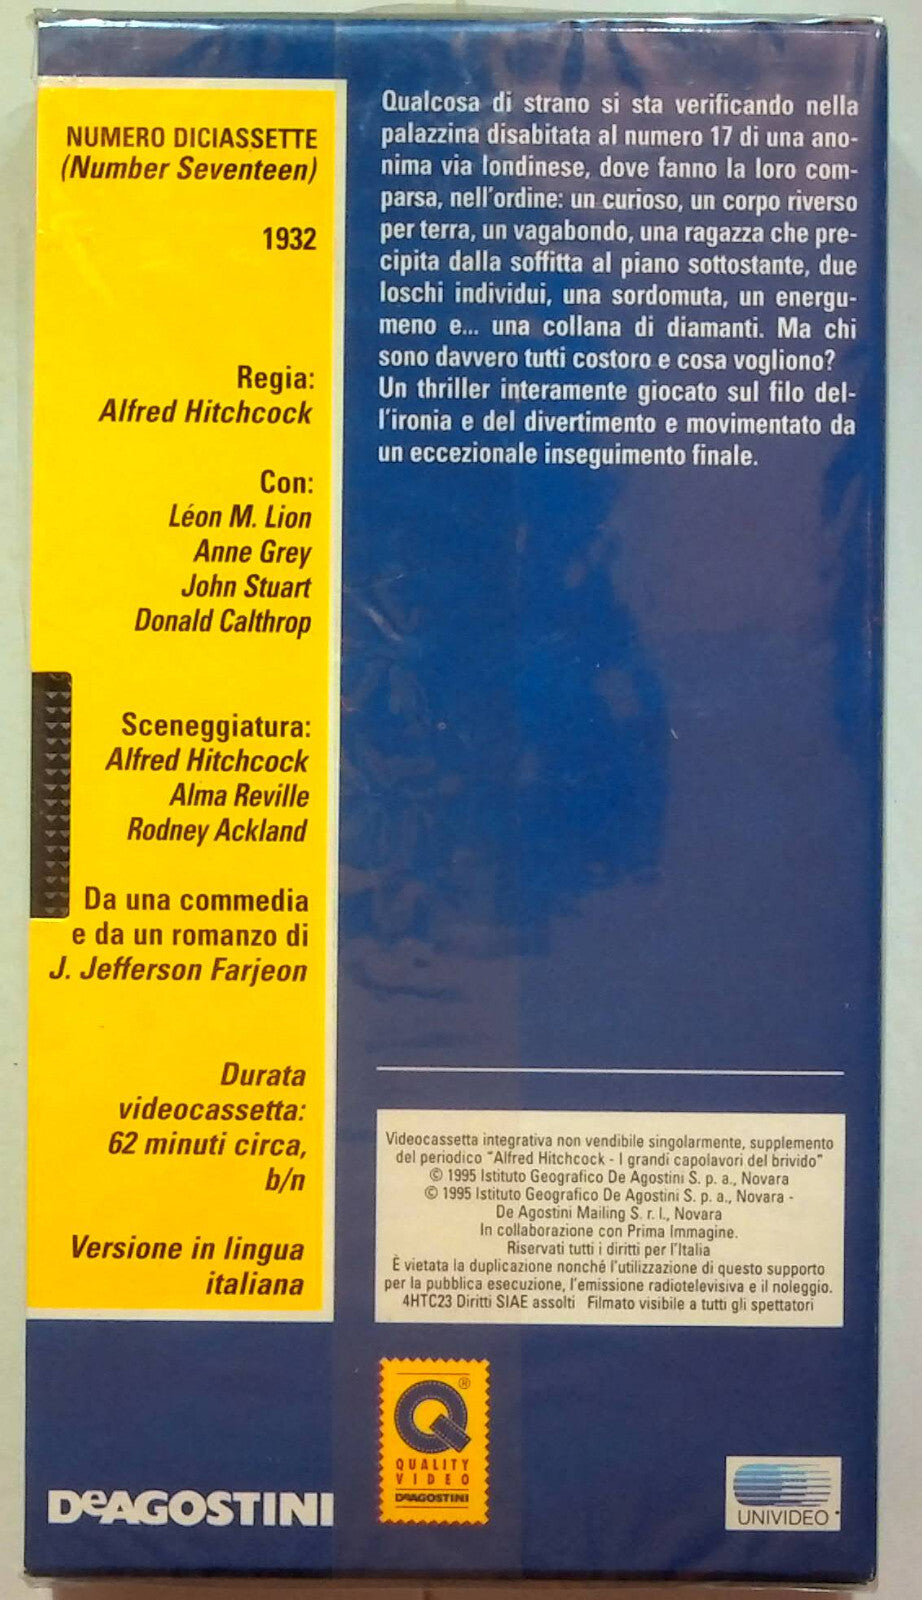 NUMERO DICIASSETTE
(Number Seventeen)
1932
Regia:
Alfred Hitchcock
Con:
Léon M. Lion
Anne Grey
John Stuart
Donald Calthrop
Sceneggiatura:
Alfred Hitchcock
Alma Reville
Rodney Ackland
Da una commedia
e da un romanzo di
J. Jefferson Farjeon
Durata
videocassetta:
62 minuti circa,
b/n
Versione in lingua
italiana
DeAGOSTINI
Qualcosa di strano si sta verificando nella
palazzina disabitata al numero 17 di una ano-
nima via londinese, dove fanno la loro com-
parsa, nell'ordine: un curioso, un corpo riverso
per terra, un vagabondo, una ragazza che pre-
cipita dalla soffitta al piano sottostante, due
loschi individui, una sordomuta, un energu-
meno e... una collana di diamanti. Ma chi
sono davvero tutti costoro e cosa vogliono?
Un thriller interamente giocato sul filo del-
l'ironia e del divertimento e movimentato da
un eccezionale inseguimento finale.
Videocassetta integrativa non vendibile singolarmente, supplemento
del periodico "Alfred Hitchcock - I grandi capolavori del brivido"
© 1995 Istituto Geografico De Agostini S. p. a., Novara
© 1995 Istituto Geografico De Agostini S. p. a., Novara -
De Agostini Mailing S. r. l., Novara
In collaborazione con Prima Immagine.
Riservati tutti i diritti per l'Italia
È vietata la duplicazione nonché l'utilizzazione di questo supporto
per la pubblica esecuzione, l'emissione radiotelevisiva e il noleggio.
4HTC23 Diritti SIAE assolti Filmato visibile a tutti gli spettatori
Q ®
QUALITY
VIDEO
DeAGOSTINI
UNIVIDEO